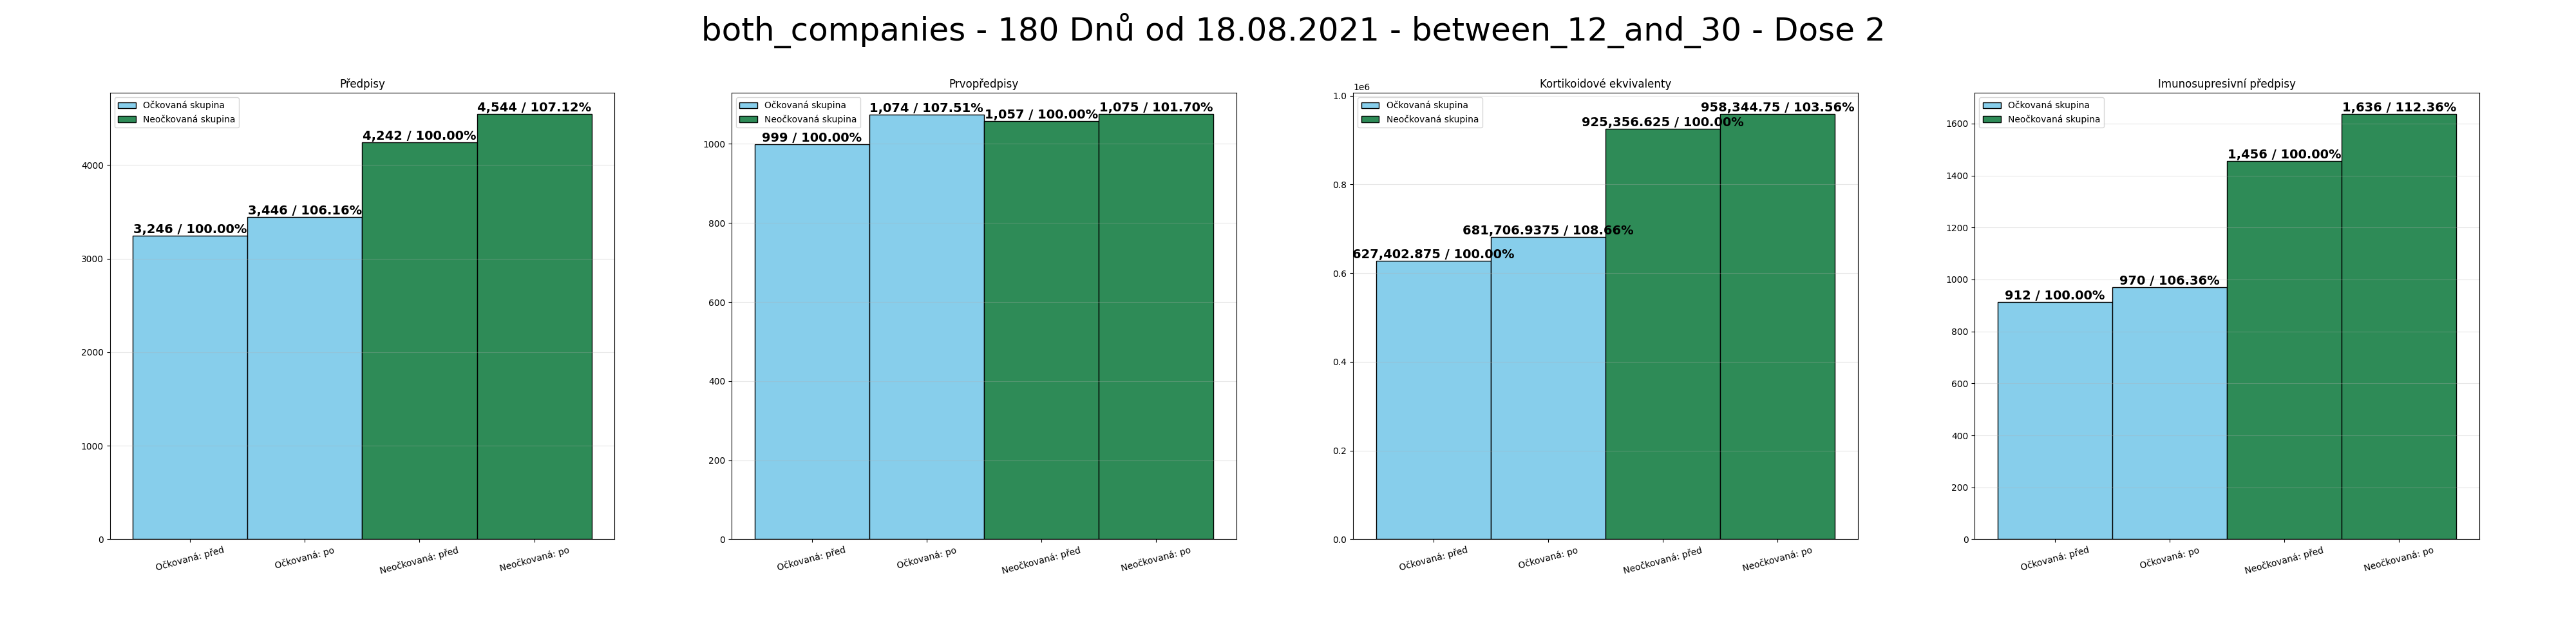 both_companies - 180 Dnů od 18.08.2021 - between_12_and_30 - Dose 2
Předpisy
Očkovaná skupina
Neočkovaná skupina
3,246 / 100.00%
3,446 / 106.16%
4,242 / 100.00%
4,544 / 107.12%
4000
3000
2000
1000
0
Očkovaná: před
Očkovaná: po
Neočkovaná: před
Neočkovaná: po
Prvopředpisy
Očkovaná skupina
Neočkovaná skupina
999 / 100.00%
1,074 / 107.51%
1,057 / 100.00%
1,075 / 101.70%
1000
800
600
400
200
0
Očkovaná: před
Očkovaná: po
Neočkovaná: před
Neočkovaná: po
Kortikoidové ekvivalenty
1e6
Očkovaná skupina
Neočkovaná skupina
627,402.875 / 100.00%
681,706.9375 / 108.66%
925,356.625 / 100.00%
958,344.75 / 103.56%
1.0
0.8
0.6
0.4
0.2
0.0
Očkovaná: před
Očkovaná: po
Neočkovaná: před
Neočkovaná: po
Imunosupresivní předpisy
Očkovaná skupina
Neočkovaná skupina
912 / 100.00%
970 / 106.36%
1,456 / 100.00%
1,636 / 112.36%
1600
1400
1200
1000
800
600
400
200
0
Očkovaná: před
Očkovaná: po
Neočkovaná: před
Neočkovaná: po